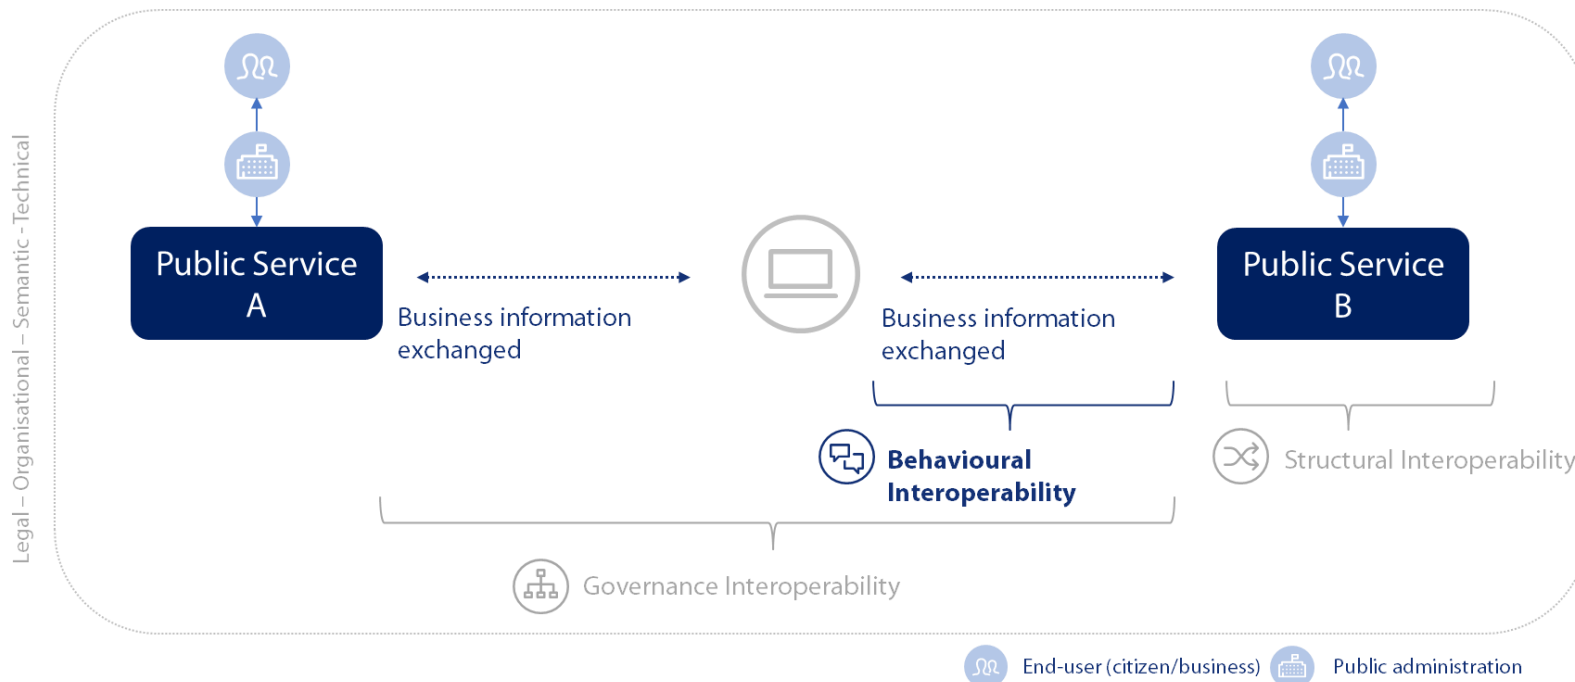 Legal – Organisational – Semantic - Technical
Public Service
A
Business information
exchanged
Business information
exchanged
Public Service
B
Behavioural
Interoperability
Structural Interoperability
Governance Interoperability
End-user (citizen/business)
Public administration